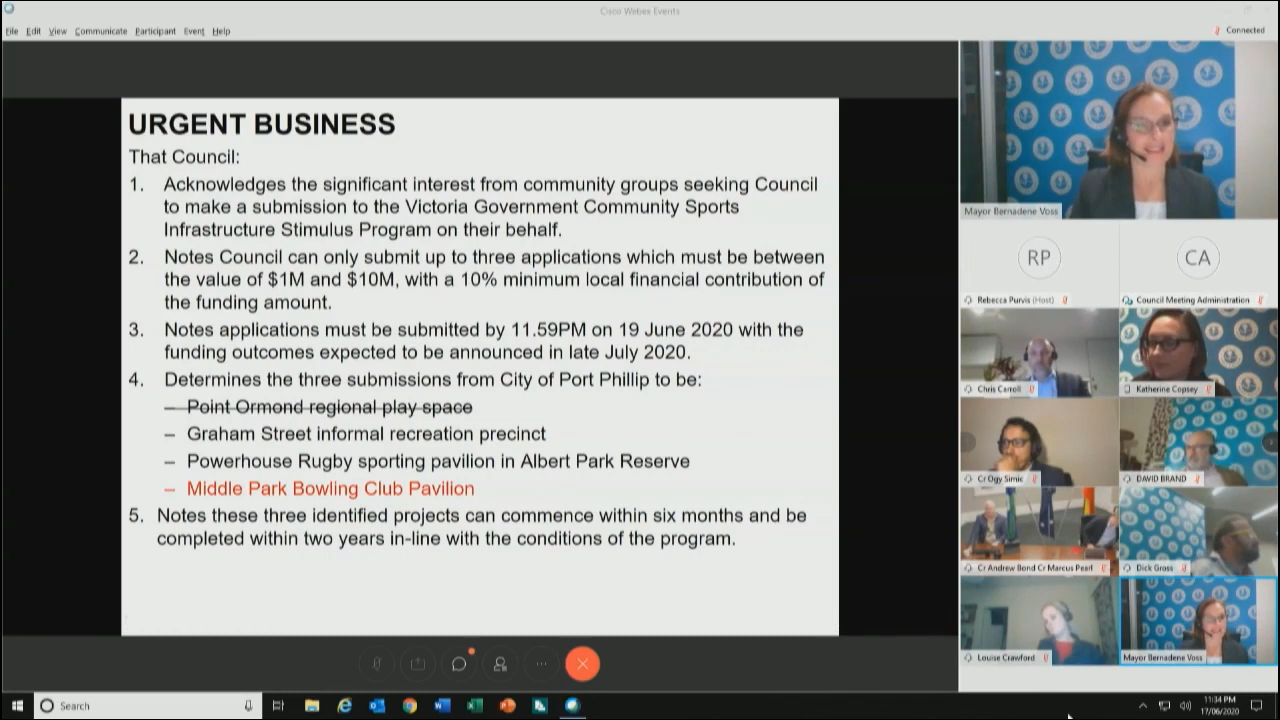 Cisco Webex Events
File Edit View Communicate Participant Event Help
Connected
URGENT BUSINESS
That Council:
1. Acknowledges the significant interest from community groups seeking Council
to make a submission to the Victoria Government Community Sports
Infrastructure Stimulus Program on their behalf.
2. Notes Council can only submit up to three applications which must be between
the value of $1M and $10M, with a 10% minimum local financial contribution of
the funding amount.
3. Notes applications must be submitted by 11.59PM on 19 June 2020 with the
funding outcomes expected to be announced in late July 2020.
4. Determines the three submissions from City of Port Phillip to be:
– Point Ormond regional play space
– Graham Street informal recreation precinct
– Powerhouse Rugby sporting pavilion in Albert Park Reserve
– Middle Park Bowling Club Pavilion
5. Notes these three identified projects can commence within six months and be
completed within two years in-line with the conditions of the program.
Mayor Bernadene Voss
RP
CA
Rebecca Purvis (Host)
Council Meeting Administration
Chris Carroll
Katherine Copsey
Cr Ogy Simic
DAVID BRAND
Cr Andrew Bond Cr Marcus Pearl
Dick Gross
Louise Crawford
Mayor Bernadene Voss
Search
11:34 PM
17/06/2020